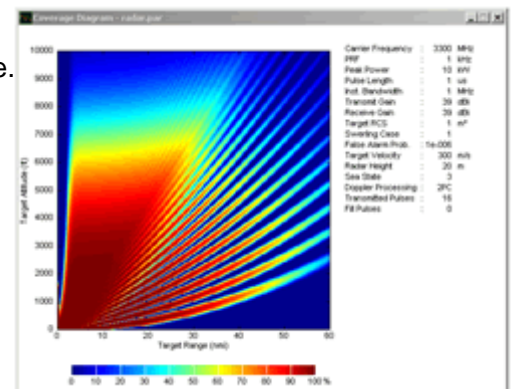 Coverage Diagram - radar.par
e.
10000
9000
8000
7000
6000
5000
4000
3000
2000
1000
0
Target Altitude (ft)
0 10 20 30 40 50 60
Target Range (nmi)
0 10 20 30 40 50 60 70 80 90 100 %
Carrier Frequency : 3300 MHz
PRF : 1 kHz
Peak Power : 10 kW
Pulse Length : 1 us
Inst. Bandwidth : 1 MHz
Transmit Gain : 39 dBi
Receive Gain : 39 dBi
Target RCS : 1 m²
Swerling Case : 1
False Alarm Prob. : 1e-006
Target Velocity : 300 m/s
Radar Height : 20 m
Sea State : 3
Doppler Processing : 2PC
Transmitted Pulses : 16
Fill Pulses : 0